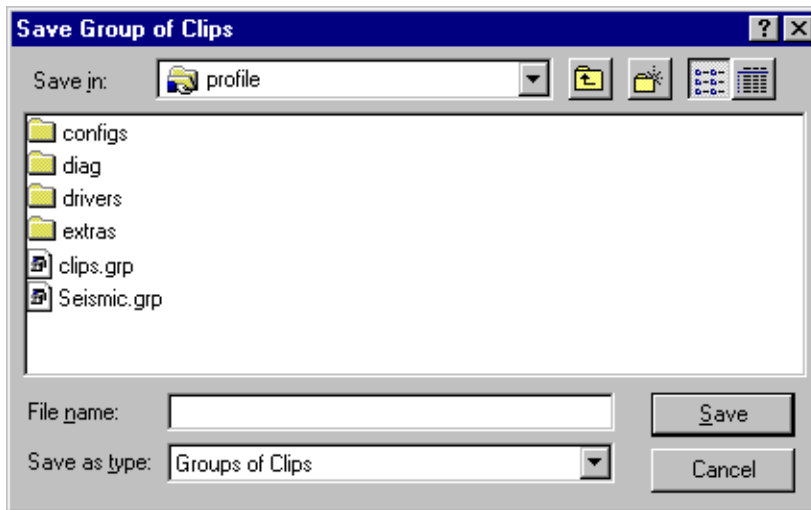 Save Group of Clips
Save in: profile
configs
diag
drivers
extras
clips.grp
Seismic.grp
File name: Save
Save as type: Groups of Clips Cancel